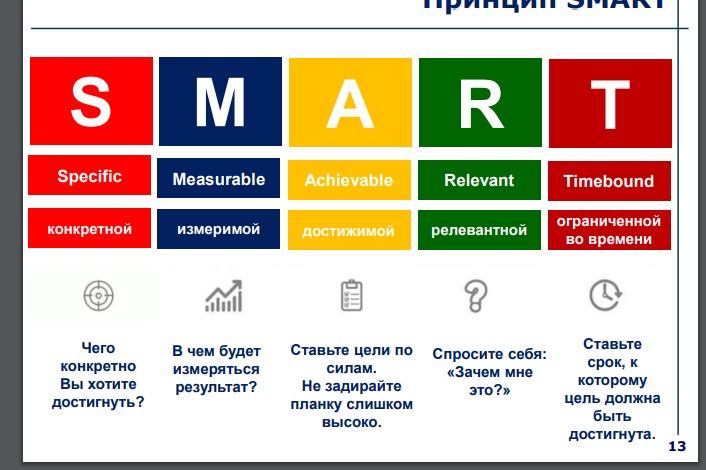 Принцип SMART
S M A R T
Specific Measurable Achievable Relevant Timebound
конкретной измеримой достижимой релевантной ограниченной
во времени
Чего
конкретно
Вы хотите
достигнуть?
В чем будет
измеряться
результат?
Ставьте цели по
силам.
Не задирайте
планку слишком
высоко.
Спросите себя:
«Зачем мне
это?»
Ставьте
срок, к
которому
цель должна
быть
достигнута.
13